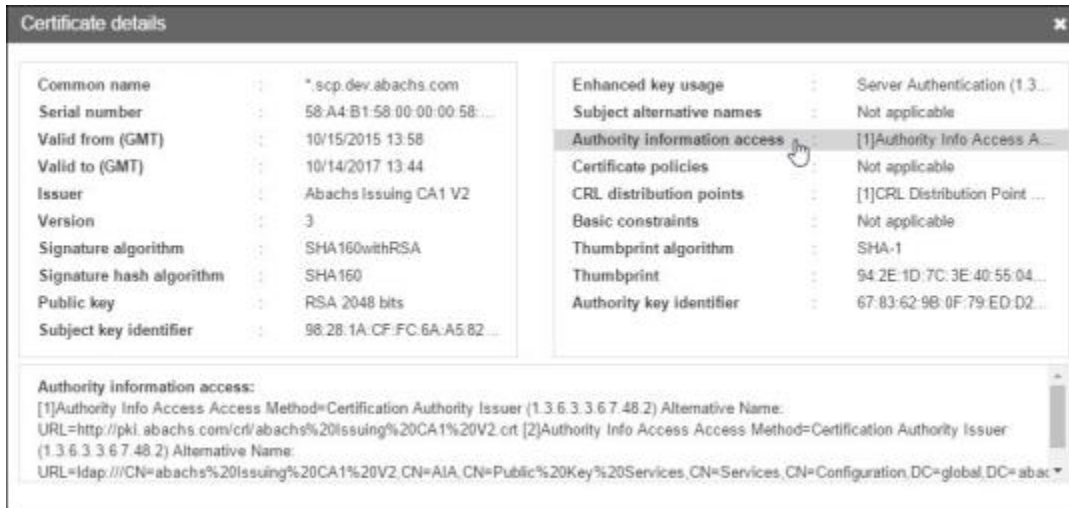 Certificate details
Common name : *.scp.dev.abachs.com
Serial number : 58:A4:B1:58:00:00:00:58:...
Valid from (GMT) : 10/15/2015 13:58
Valid to (GMT) : 10/14/2017 13:44
Issuer : Abachs Issuing CA1 V2
Version : 3
Signature algorithm : SHA160withRSA
Signature hash algorithm : SHA160
Public key : RSA 2048 bits
Subject key identifier : 98:28:1A:CF:FC:6A:A5:82...
Enhanced key usage : Server Authentication (1.3...
Subject alternative names : Not applicable
Authority information access : [1]Authority Info Access A...
Certificate policies : Not applicable
CRL distribution points : [1]CRL Distribution Point ...
Basic constraints : Not applicable
Thumbprint algorithm : SHA-1
Thumbprint : 94:2E:1D:7C:3E:40:55:04...
Authority key identifier : 67:83:62:9B:0F:79:ED:D2...
Authority information access:
[1]Authority Info Access Access Method=Certification Authority Issuer (1.3.6.3.3.6.7.48.2) Alternative Name:
URL=http://pki.abachs.com/crl/abachs%20Issuing%20CA1%20V2.crt [2]Authority Info Access Access Method=Certification Authority Issuer
(1.3.6.3.3.6.7.48.2) Alternative Name:
URL=ldap:///CN=abachs%20Issuing%20CA1%20V2,CN=AIA,CN=Public%20Key%20Services,CN=Services,CN=Configuration,DC=global,DC=abac